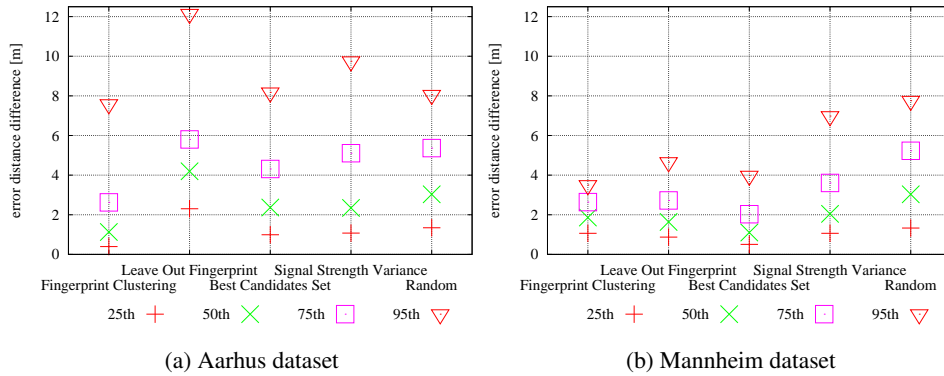 12
10
8
6
4
2
0
error distance difference [m]
Leave Out Fingerprint Signal Strength Variance
Fingerprint Clustering Best Candidates Set Random
25th 50th 75th 95th
(a) Aarhus dataset
12
10
8
6
4
2
0
error distance difference [m]
Leave Out Fingerprint Signal Strength Variance
Fingerprint Clustering Best Candidates Set Random
25th 50th 75th 95th
(b) Mannheim dataset